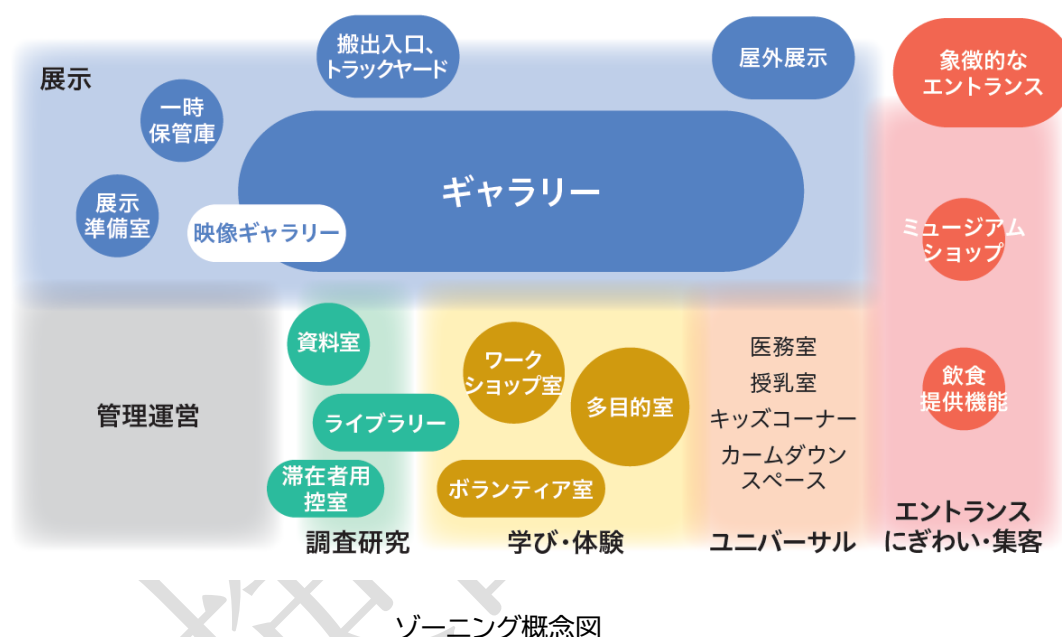 展示
搬出入口、
トラックヤード
屋外展示
象徴的な
エントランス
一時
保管庫
ギャラリー
展示
準備室
映像ギャラリー
ミュージアム
ショップ
管理運営
資料室
ライブラリー
滞在者用
控室
調査研究
ワーク
ショップ室
多目的室
ボランティア室
学び・体験
医務室
授乳室
キッズコーナー
カームダウン
スペース
ユニバーサル
飲食
提供機能
エントランス
にぎわい・集客
ゾーニング概念図